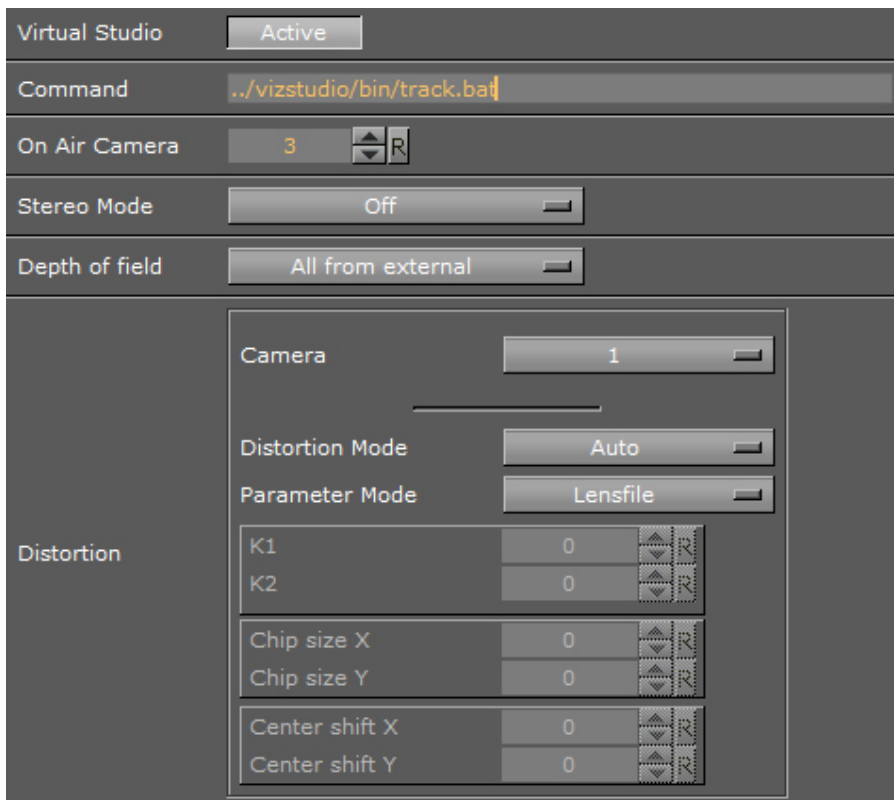 Virtual Studio Active
Command ../vizstudio/bin/track.bat
On Air Camera 3 R
Stereo Mode Off
Depth of field All from external
Camera 1
Distortion Mode Auto
Parameter Mode Lensfile
Distortion
K1 0 R
K2 0 R
Chip size X 0 R
Chip size Y 0 R
Center shift X 0 R
Center shift Y 0 R